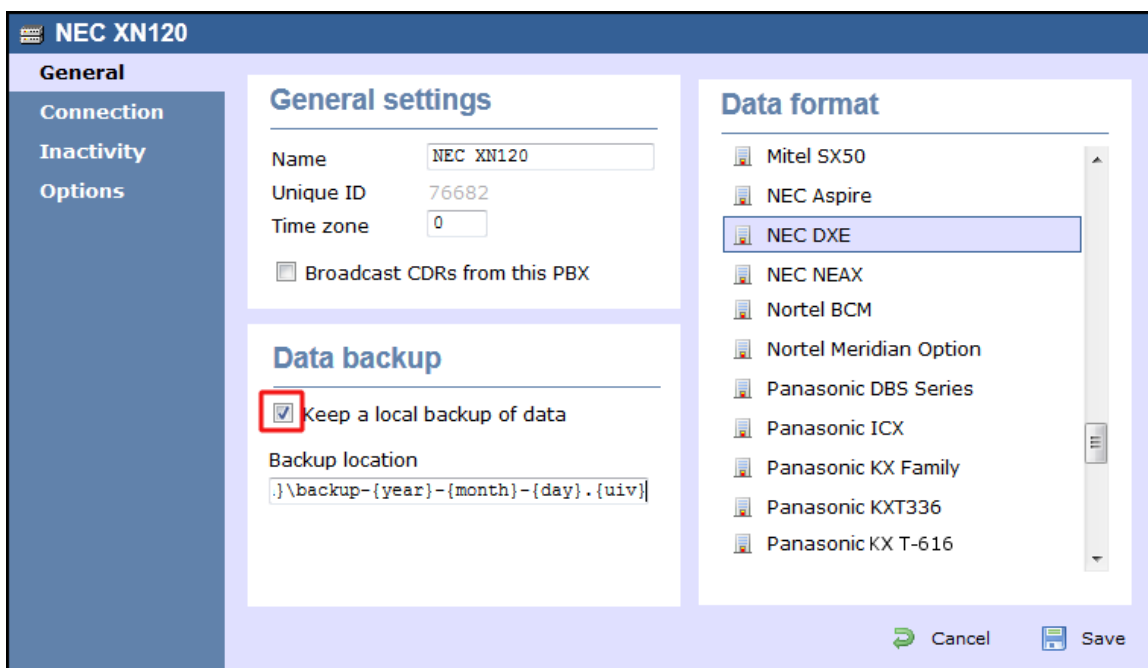 NEC XN120
General
Connection
Inactivity
Options
General settings
Name NEC XN120
Unique ID 76682
Time zone 0
Broadcast CDRs from this PBX
Data backup
Keep a local backup of data
Backup location
.}\backup-{year}-{month}-{day}.{uiv}
Data format
Mitel SX50
NEC Aspire
NEC DXE
NEC NEAX
Nortel BCM
Nortel Meridian Option
Panasonic DBS Series
Panasonic ICX
Panasonic KX Family
Panasonic KXT336
Panasonic KX T-616
Cancel Save